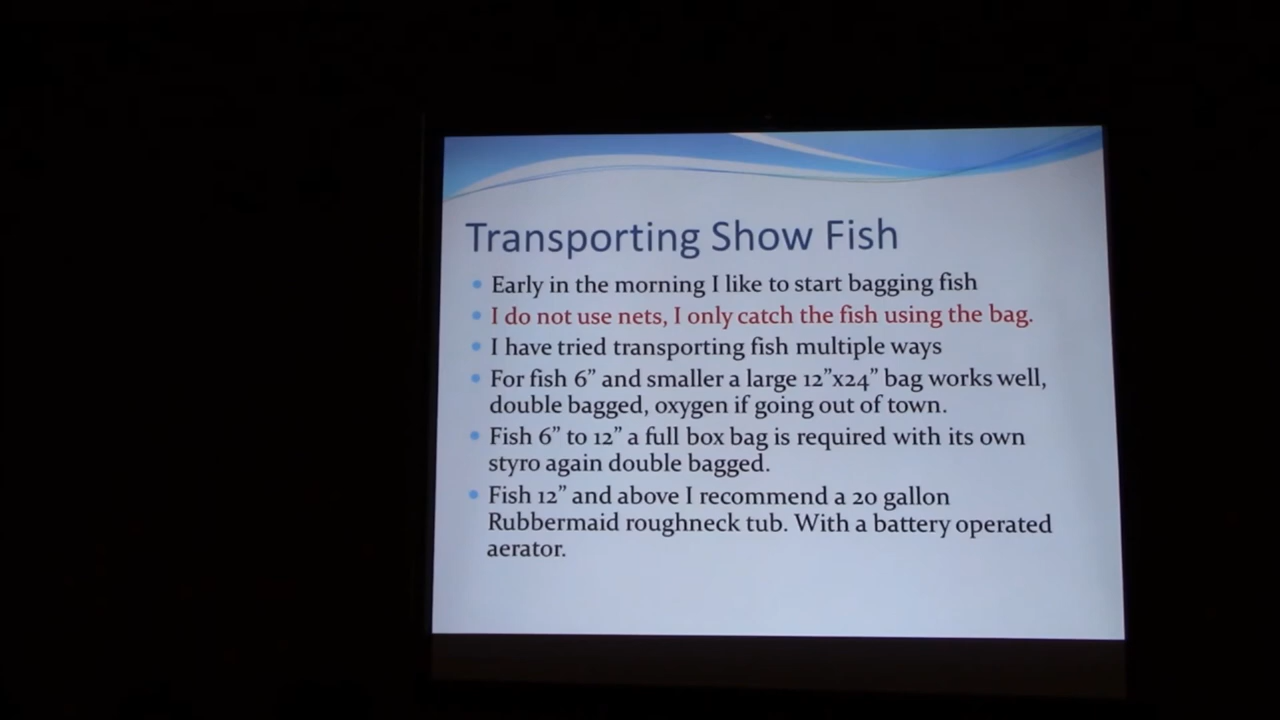 Transporting Show Fish
Early in the morning I like to start bagging fish
I do not use nets, I only catch the fish using the bag.
I have tried transporting fish multiple ways
For fish 6” and smaller a large 12”x24” bag works well,
double bagged, oxygen if going out of town.
Fish 6” to 12” a full box bag is required with its own
styro again double bagged.
Fish 12” and above I recommend a 20 gallon
Rubbermaid roughneck tub. With a battery operated
aerator.